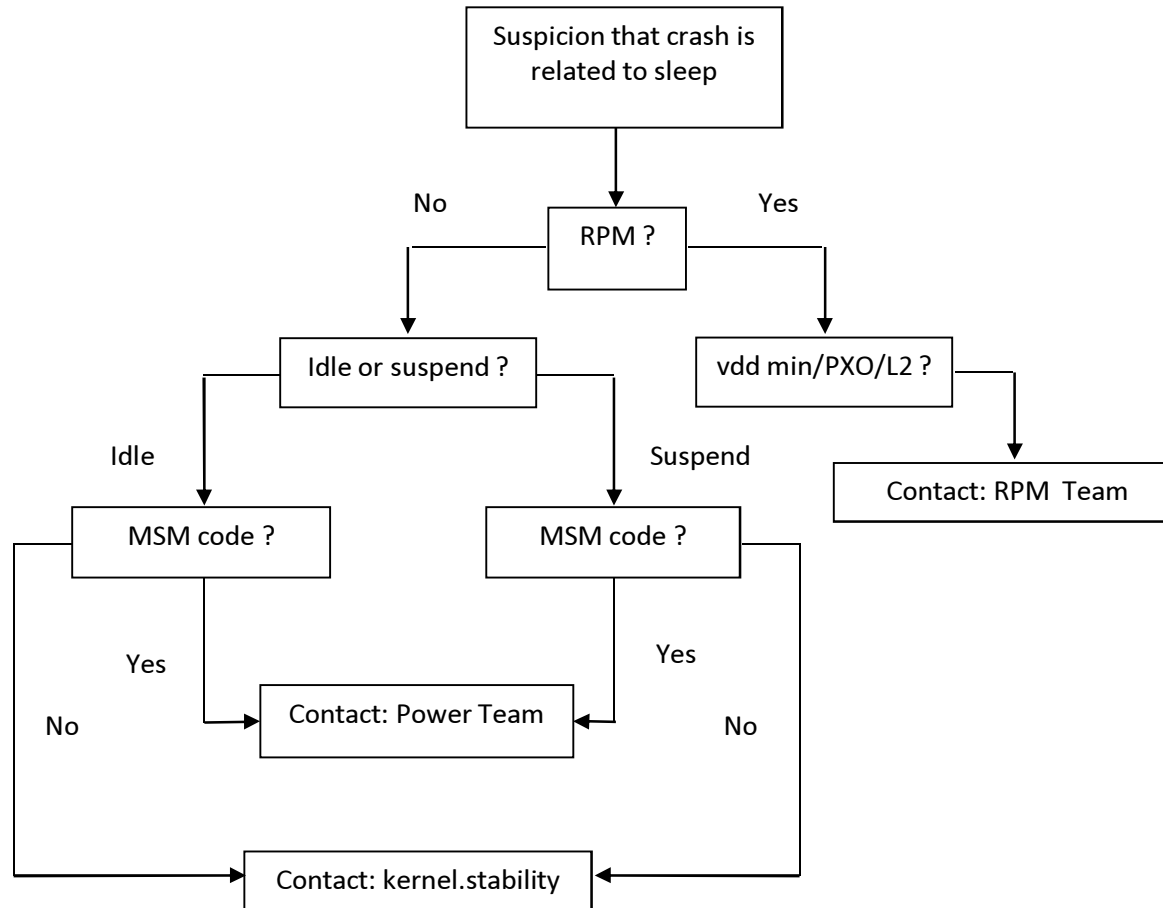 Suspicion that crash is
related to sleep
No
Yes
RPM ?
Idle or suspend ?
vdd min/PXO/L2 ?
Idle
Suspend
Contact: RPM Team
MSM code ?
MSM code ?
Yes
Yes
No
Contact: Power Team
No
Contact: kernel.stability